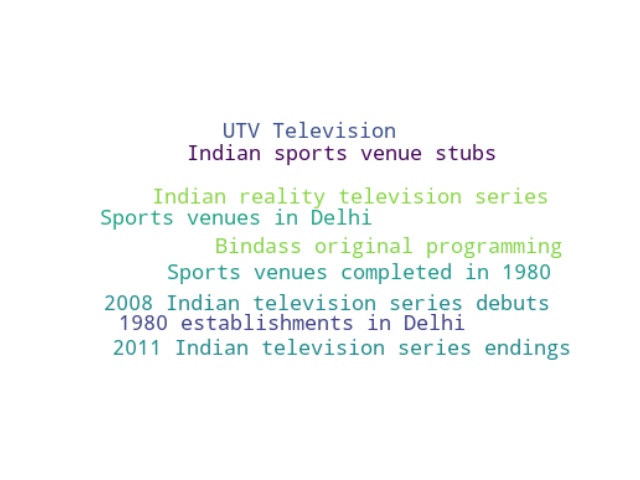 UTV Television
Indian sports venue stubs
Indian reality television series
Sports venues in Delhi
Bindass original programming
Sports venues completed in 1980
2008 Indian television series debuts
1980 establishments in Delhi
2011 Indian television series endings